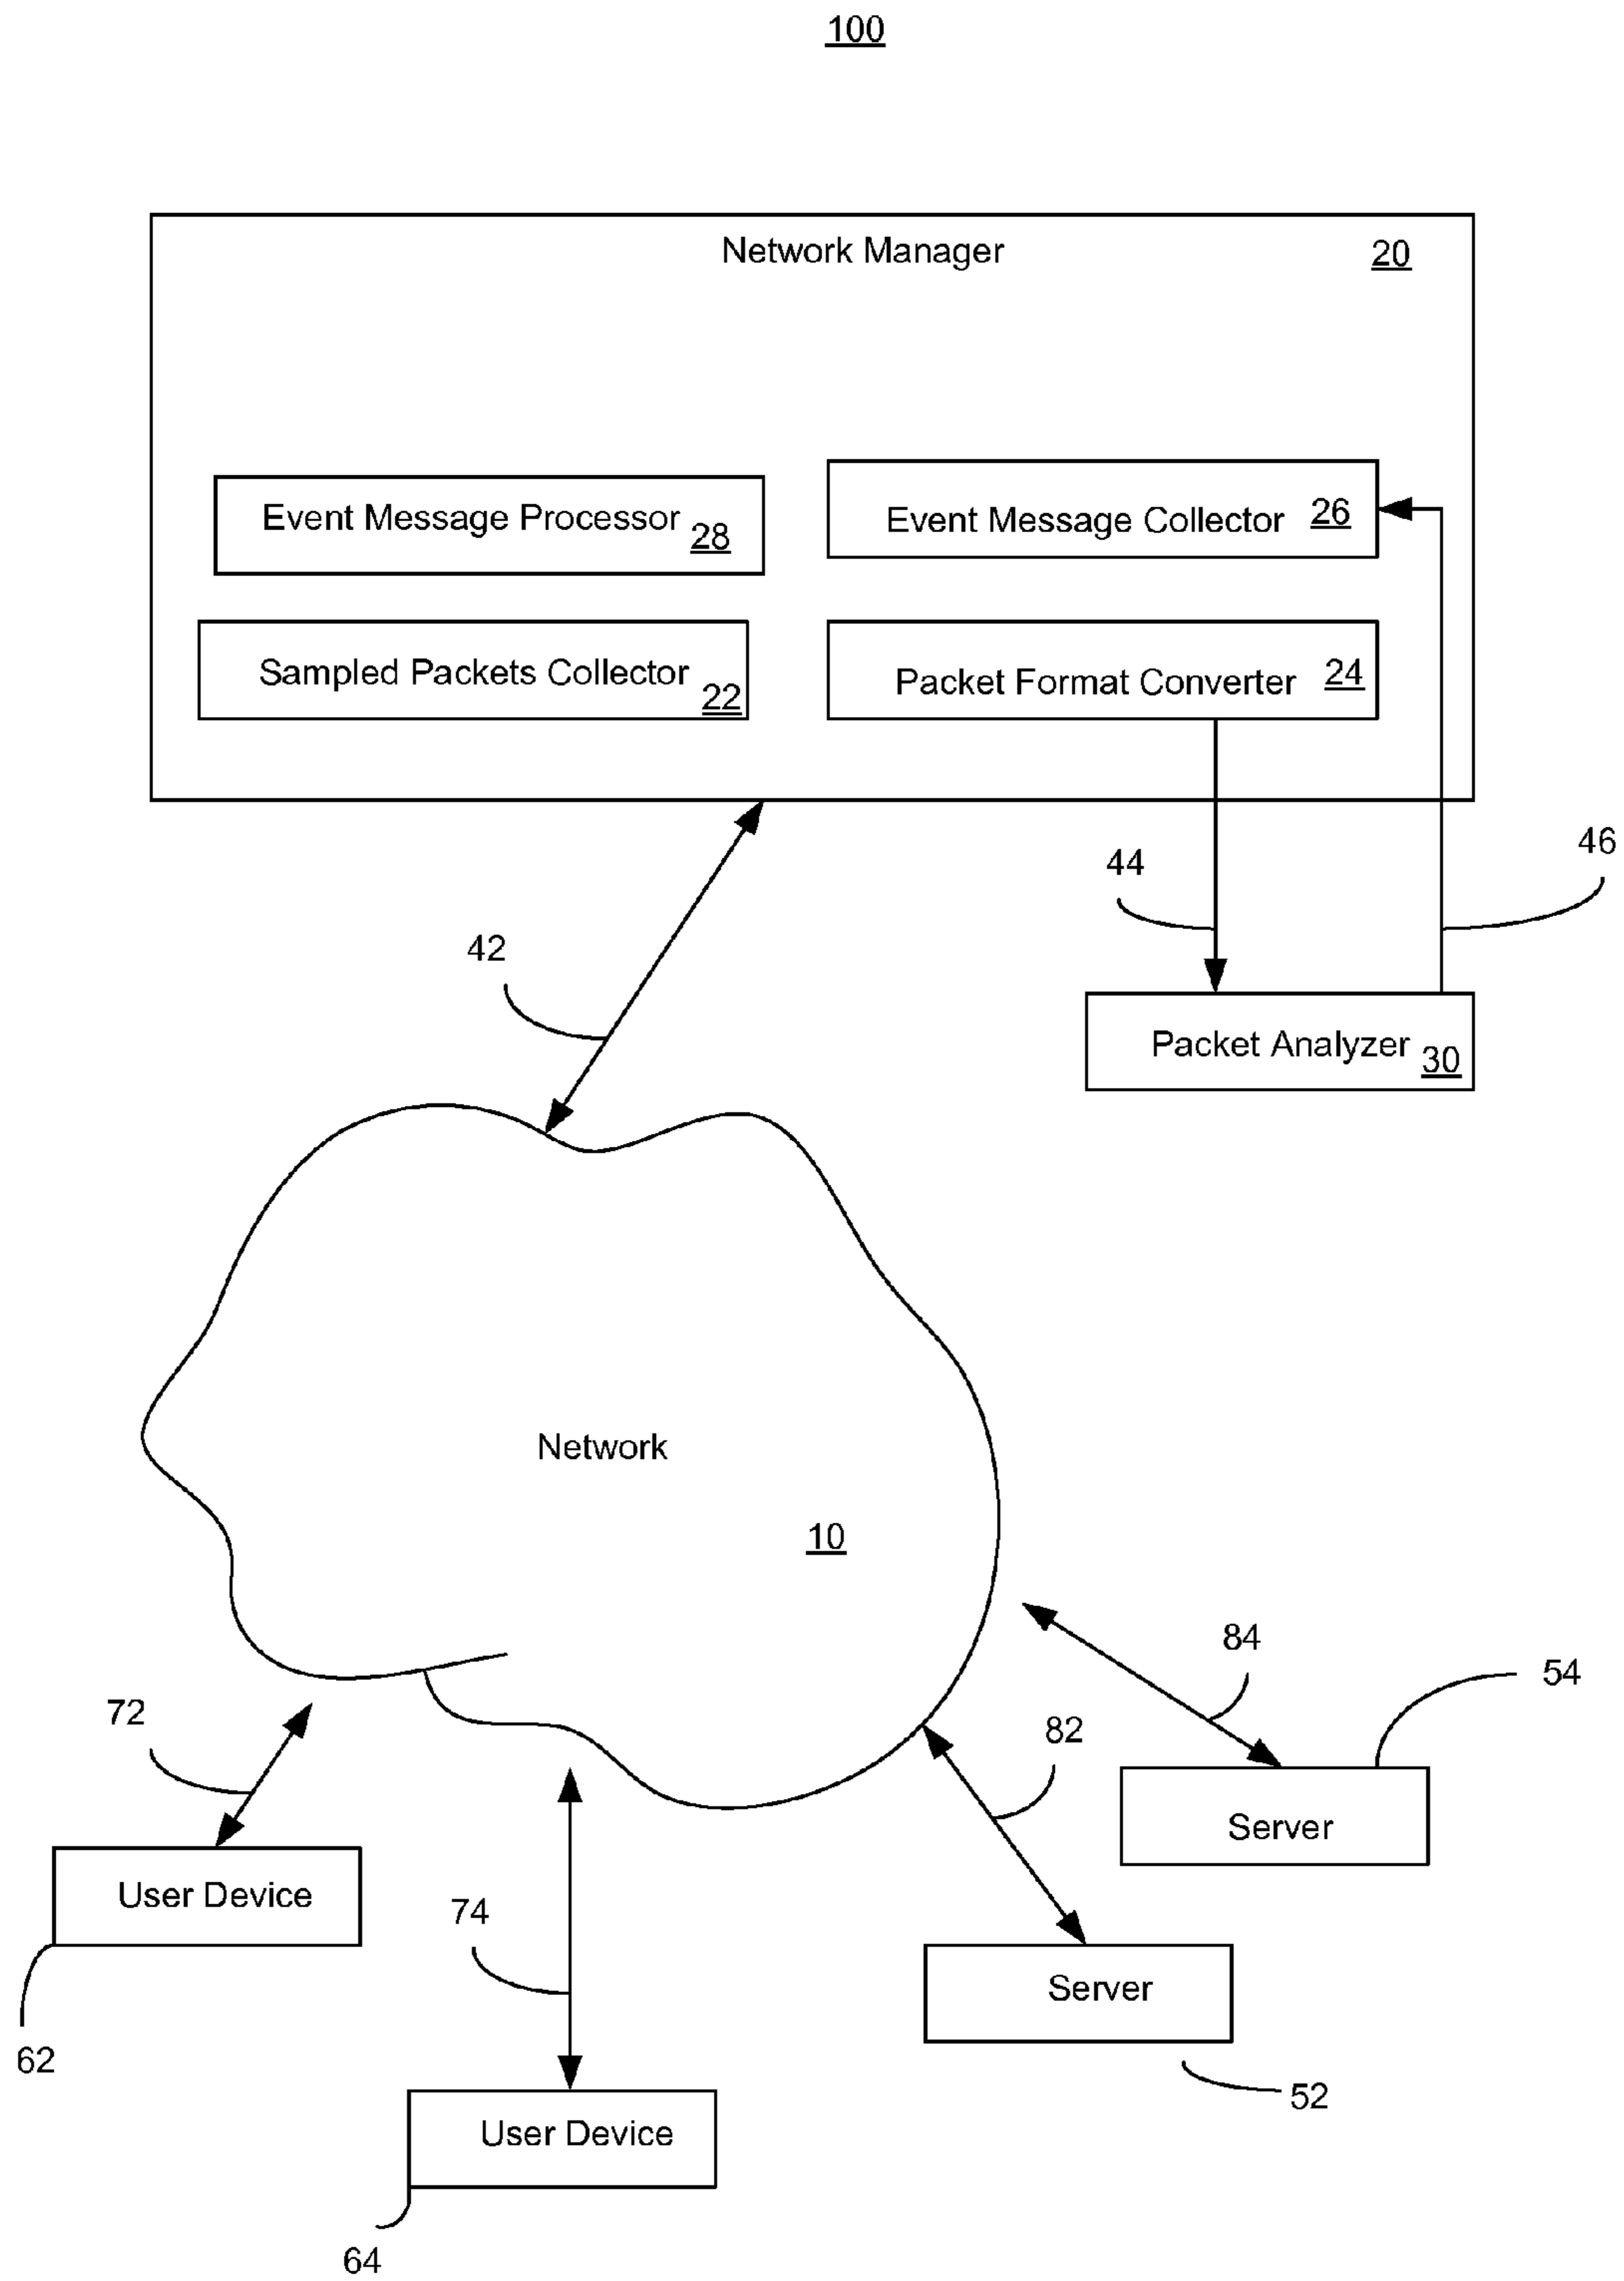 100
Network Manager 20
Event Message Processor 28
Event Message Collector 26
Sampled Packets Collector 22
Packet Format Converter 24
44
46
42
Packet Analyzer 30
Network
10
84
54
72
82
Server
User Device
74
Server
62
52
User Device
64